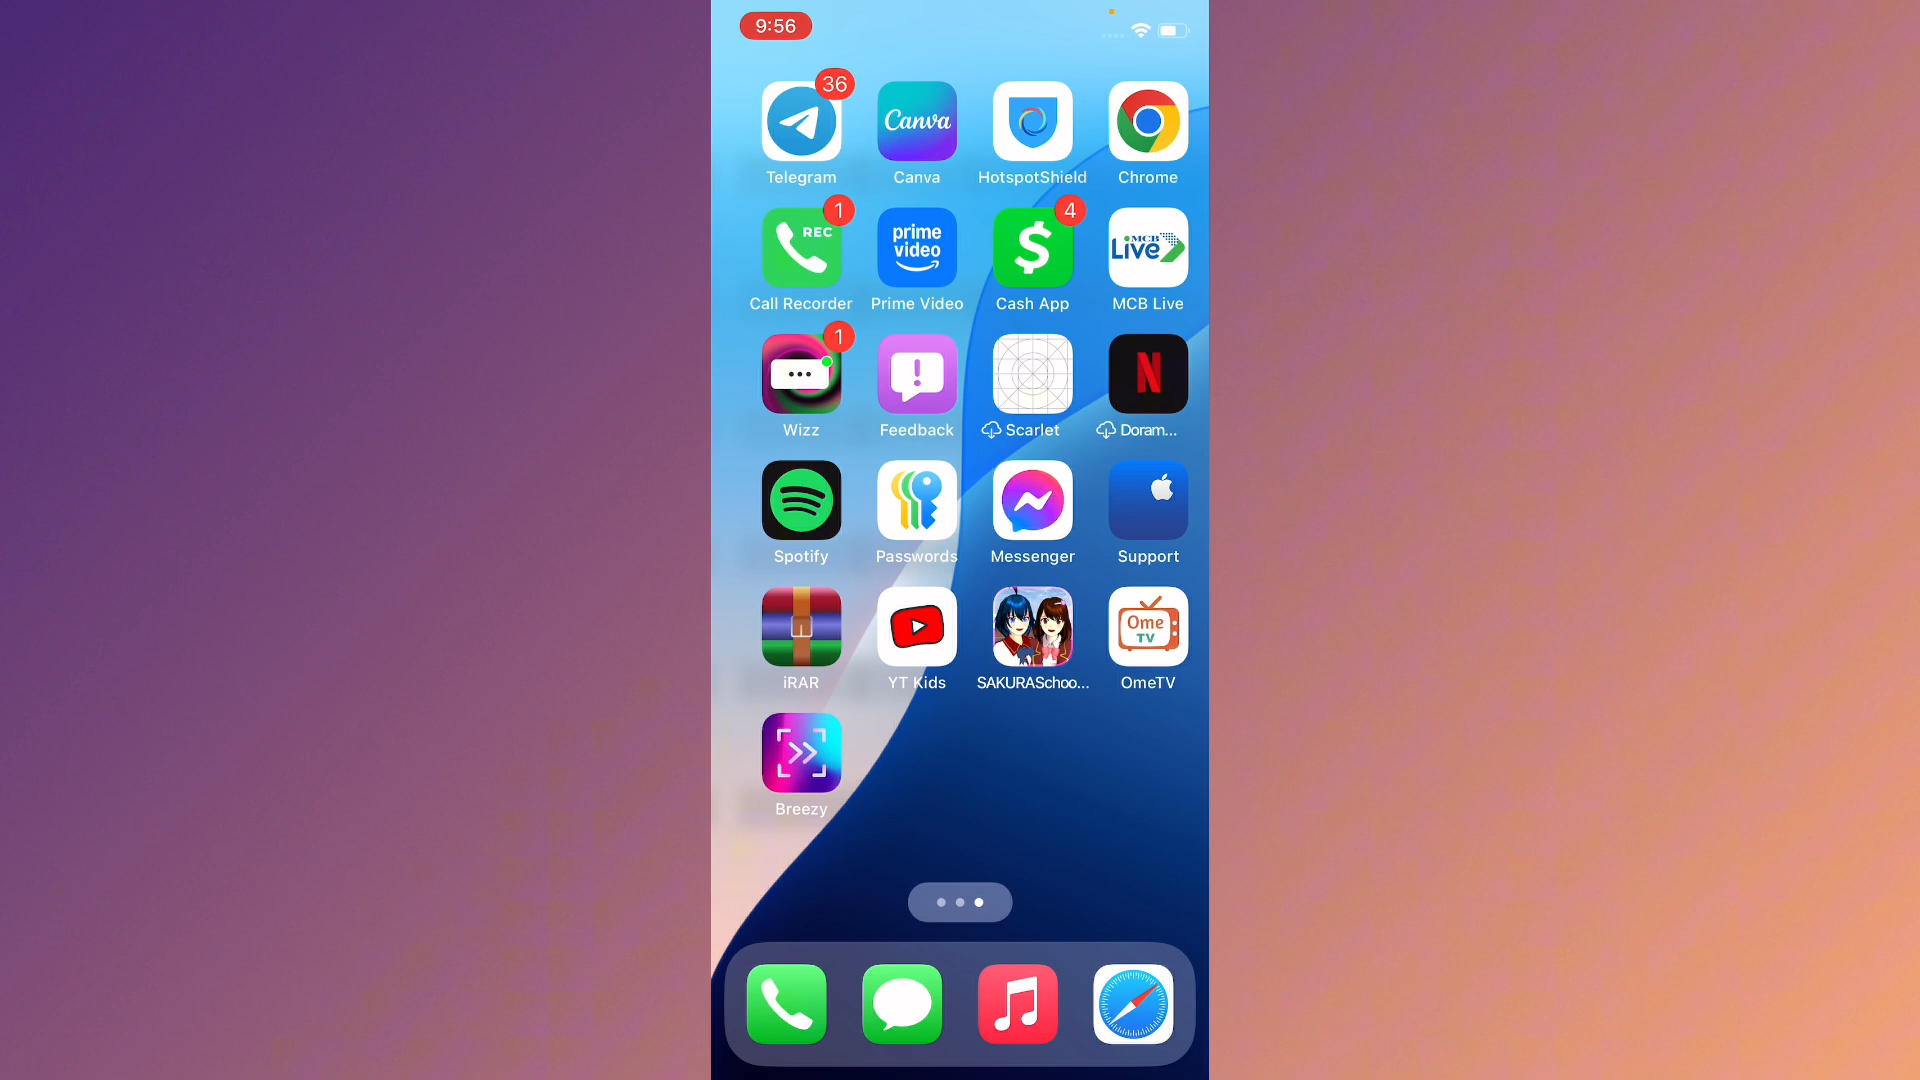 9:56
36
Canva
Telegram
Canva
HotspotShield
Chrome
1
4
REC
prime
video
MCB
Live
Call Recorder
Prime Video
Cash App
MCB Live
1
N
Wizz
Feedback
Scarlet
Doram...
Spotify
Passwords
Messenger
Support
Ome
TV
iRAR
YT Kids
SAKURASchoo...
OmeTV
Breezy